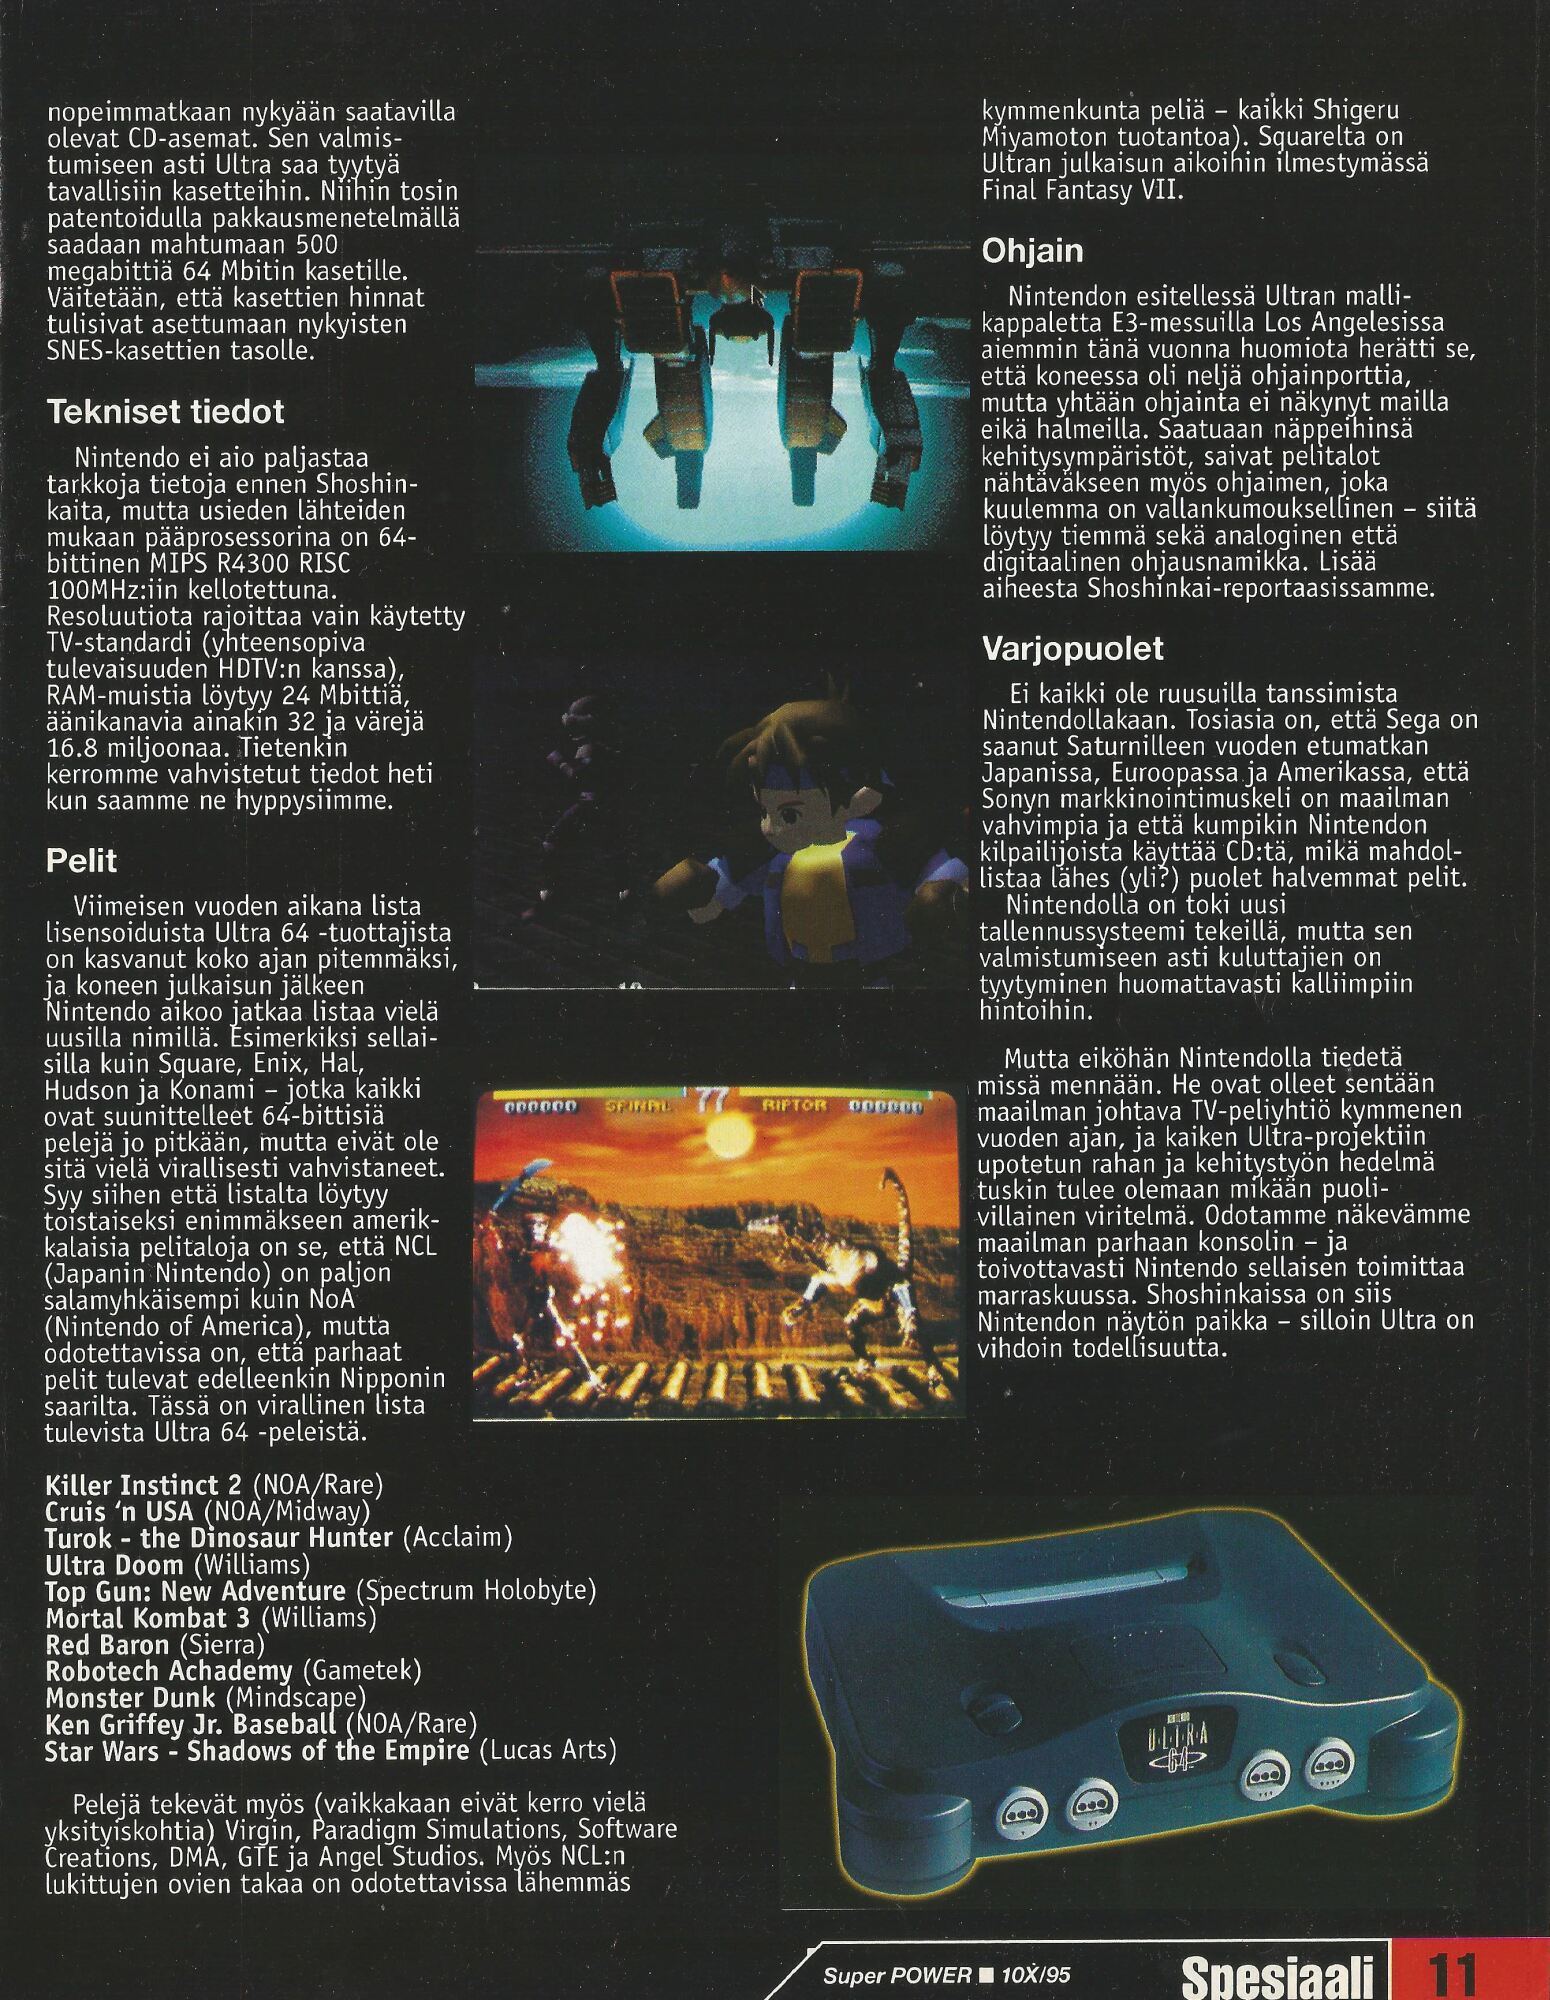 nopeimmatkaan nykyään saatavilla
olevat CD-asemat. Sen valmis-
tumiseen asti Ultra saa tyytyä
tavallisiin kasetteihin. Niihin tosin
patentoidulla pakkausmenetelmällä
saadaan mahtumaan 500
megabittiä 64 Mbitin kasetille.
Väitetään, että kasettien hinnat
tulisivat asettumaan nykyisten
SNES-kasettien tasolle.
Tekniset tiedot
Nintendo ei aio paljastaa
tarkkoja tietoja ennen Shoshin-
kaita, mutta usieden lähteiden
mukaan pääprosessorina on 64-
bittinen MIPS R4300 RISC
100MHz:iin kellotettuna.
Resoluutiota rajoittaa vain käytetty
TV-standardi (yhteensopiva
tulevaisuuden HDTV:n kanssa),
RAM-muistia löytyy 24 Mbittiä,
äänikanavia ainakin 32 ja värejä
16.8 miljoonaa. Tietenkin
kerromme vahvistetut tiedot heti
kun saamme ne hyppysiimme.
Pelit
Viimeisen vuoden aikana lista
lisensoiduista Ultra 64 -tuottajista
on kasvanut koko ajan pitemmäksi,
ja koneen julkaisun jälkeen
Nintendo aikoo jatkaa listaa vielä
uusilla nimillä. Esimerkiksi sellai-
silla kuin Square, Enix, Hal,
Hudson ja Konami – jotka kaikki
ovat suunittelleet 64-bittisiä
pelejä jo pitkään, mutta eivät ole
sitä vielä virallisesti vahvistaneet.
Syy siihen että listalta löytyy
toistaiseksi enimmäkseen amerik-
kalaisia pelitaloja on se, että NCL
(Japanin Nintendo) on paljon
salamyhkäisempi kuin NoA
(Nintendo of America), mutta
odotettavissa on, että parhaat
pelit tulevat edelleenkin Nipponin
saarilta. Tässä on virallinen lista
tulevista Ultra 64 -peleistä.
Killer Instinct 2 (NOA/Rare)
Cruis 'n USA (NOA/Midway)
Turok - the Dinosaur Hunter (Acclaim)
Ultra Doom (Williams)
Top Gun: New Adventure (Spectrum Holobyte)
Mortal Kombat 3 (Williams)
Red Baron (Sierra)
Robotech Achademy (Gametek)
Monster Dunk (Mindscape)
Ken Griffey Jr. Baseball (NOA/Rare)
Star Wars - Shadows of the Empire (Lucas Arts)
Pelejä tekevät myös (vaikkakaan eivät kerro vielä
yksityiskohtia) Virgin, Paradigm Simulations, Software
Creations, DMA, GTE ja Angel Studios. Myös NCL:n
lukittujen ovien takaa on odotettavissa lähemmäs
000000 SPINAL 77 RIPTOR 000000
kymmenkunta peliä – kaikki Shigeru
Miyamoton tuotantoa). Squarelta on
Ultran julkaisun aikoihin ilmestymässä
Final Fantasy VII.
Ohjain
Nintendon esitellessä Ultran malli-
kappaletta E3-messuilla Los Angelesissa
aiemmin tänä vuonna huomiota herätti se,
että koneessa oli neljä ohjainporttia,
mutta yhtään ohjainta ei näkynyt mailla
eikä halmeilla. Saatuaan näppeihinsä
kehitysympäristöt, saivat pelitalot
nähtäväkseen myös ohjaimen, joka
kuulemma on vallankumouksellinen – siitä
löytyy tiemmä sekä analoginen että
digitaalinen ohjausnamikka. Lisää
aiheesta Shoshinkai-reportaasissamme.
Varjopuolet
Ei kaikki ole ruusuilla tanssimista
Nintendollakaan. Tosiasia on, että Sega on
saanut Saturnilleen vuoden etumatkan
Japanissa, Euroopassa ja Amerikassa, että
Sonyn markkinointimuskeli on maailman
vahvimpia ja että kumpikin Nintendon
kilpailijoista käyttää CD:tä, mikä mahdol-
listaa lähes (yli?) puolet halvemmat pelit.
Nintendolla on toki uusi
tallennussysteemi tekeillä, mutta sen
valmistumiseen asti kuluttajien on
tyytyminen huomattavasti kalliimpiin
hintoihin.
Mutta eiköhän Nintendolla tiedetä
missä mennään. He ovat olleet sentään
maailman johtava TV-peliyhtiö kymmenen
vuoden ajan, ja kaiken Ultra-projektiin
upotetun rahan ja kehitystyön hedelmä
tuskin tulee olemaan mikään puoli-
villainen viritelmä. Odotamme näkevämme
maailman parhaan konsolin – ja
toivottavasti Nintendo sellaisen toimittaa
marraskuussa. Shoshinkaissa on siis
Nintendon näytön paikka – silloin Ultra on
vihdoin todellisuutta.
NINTENDO
ULTRA
64
Super POWER ■ 10X/95
Spesiaali
11